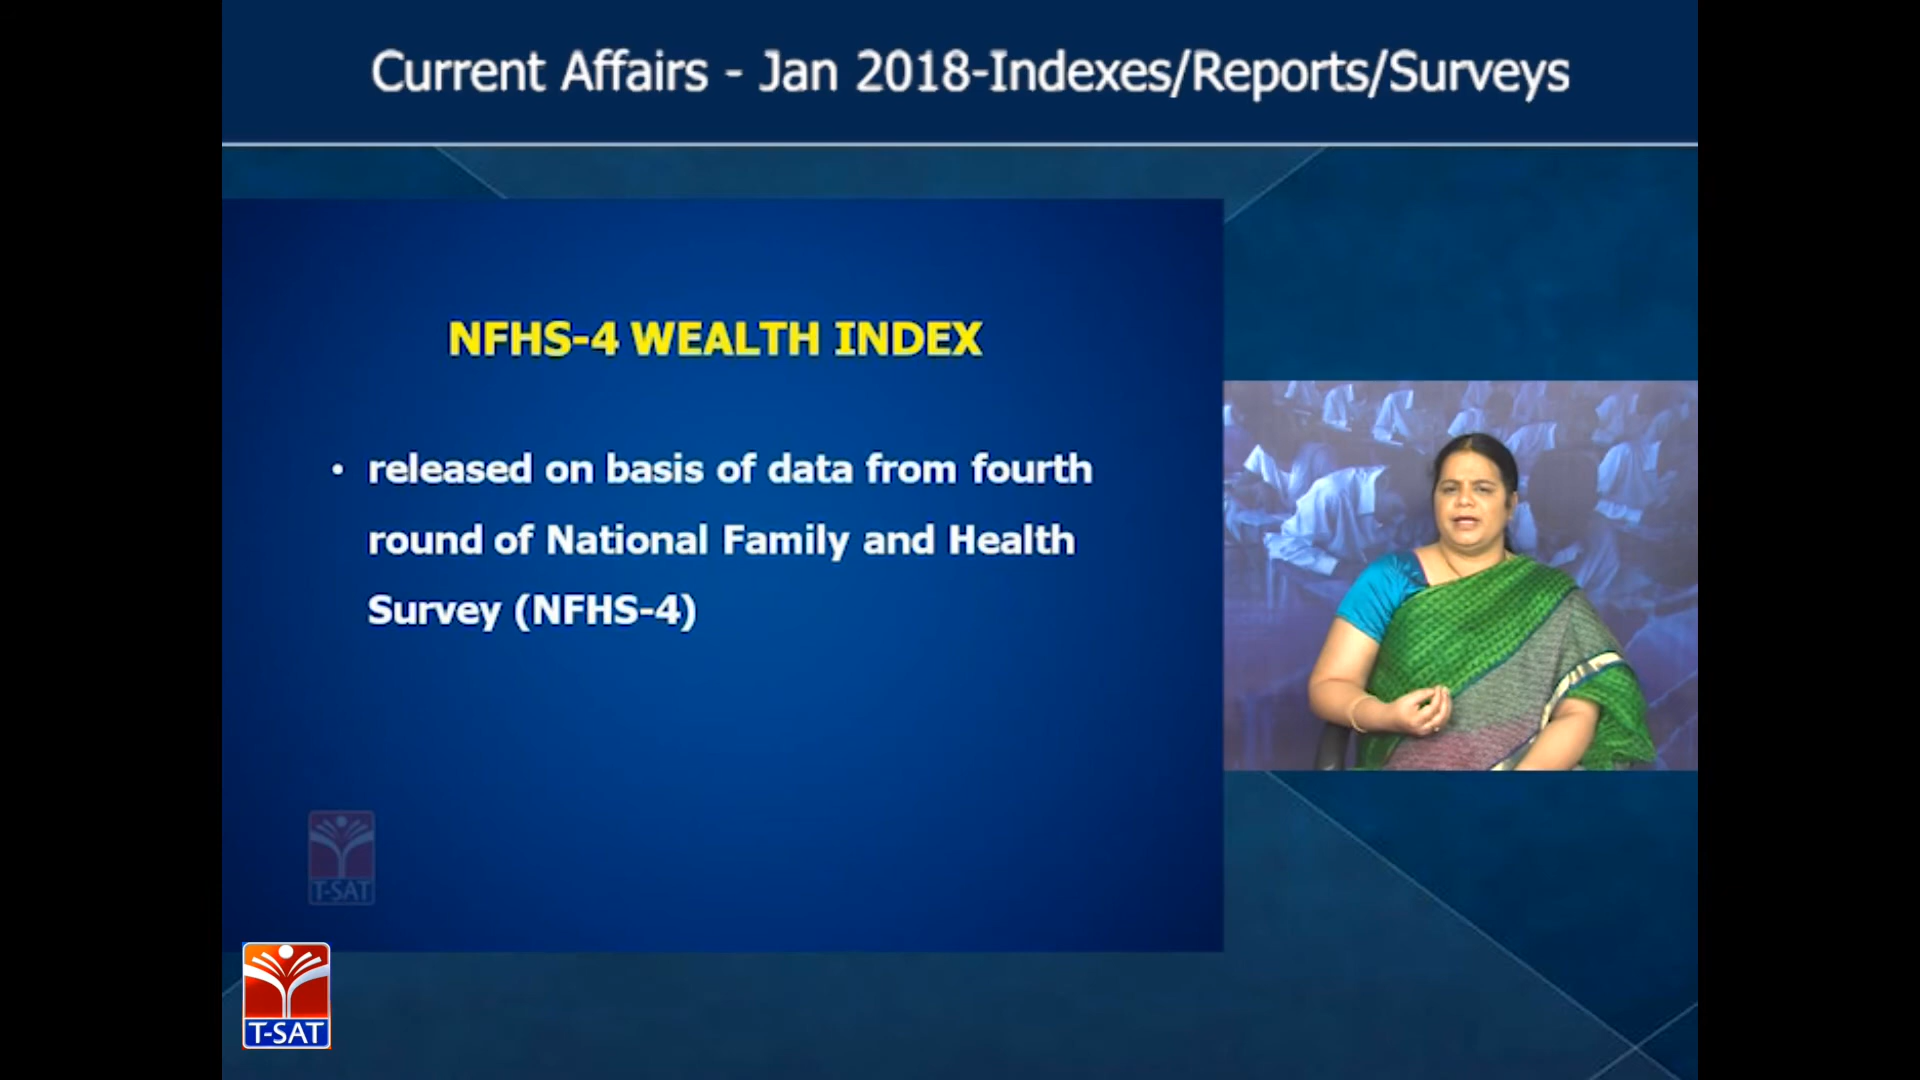 Current Affairs - Jan 2018-Indexes/Reports/Surveys
NFHS-4 WEALTH INDEX
• released on basis of data from fourth
round of National Family and Health
Survey (NFHS-4)
T-SAT
T-SAT